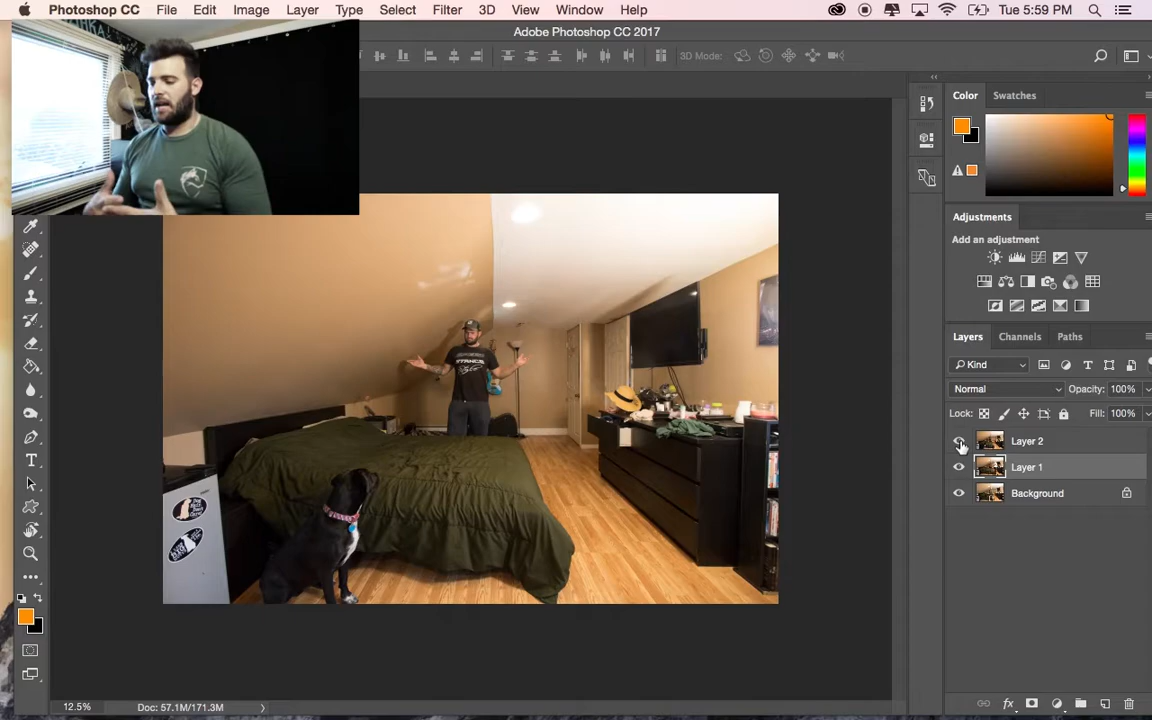 Photoshop CC File Edit Image Layer Type Select Filter 3D View Window Help Tue 5:59 PM
Adobe Photoshop CC 2017
3D Mode:
Color Swatches
Adjustments
Add an adjustment
Layers Channels Paths
Kind
Normal Opacity: 100%
Lock: Fill: 100%
Layer 2
Layer 1
Background
STANCE
12.5% Doc: 57.1M/171.3M